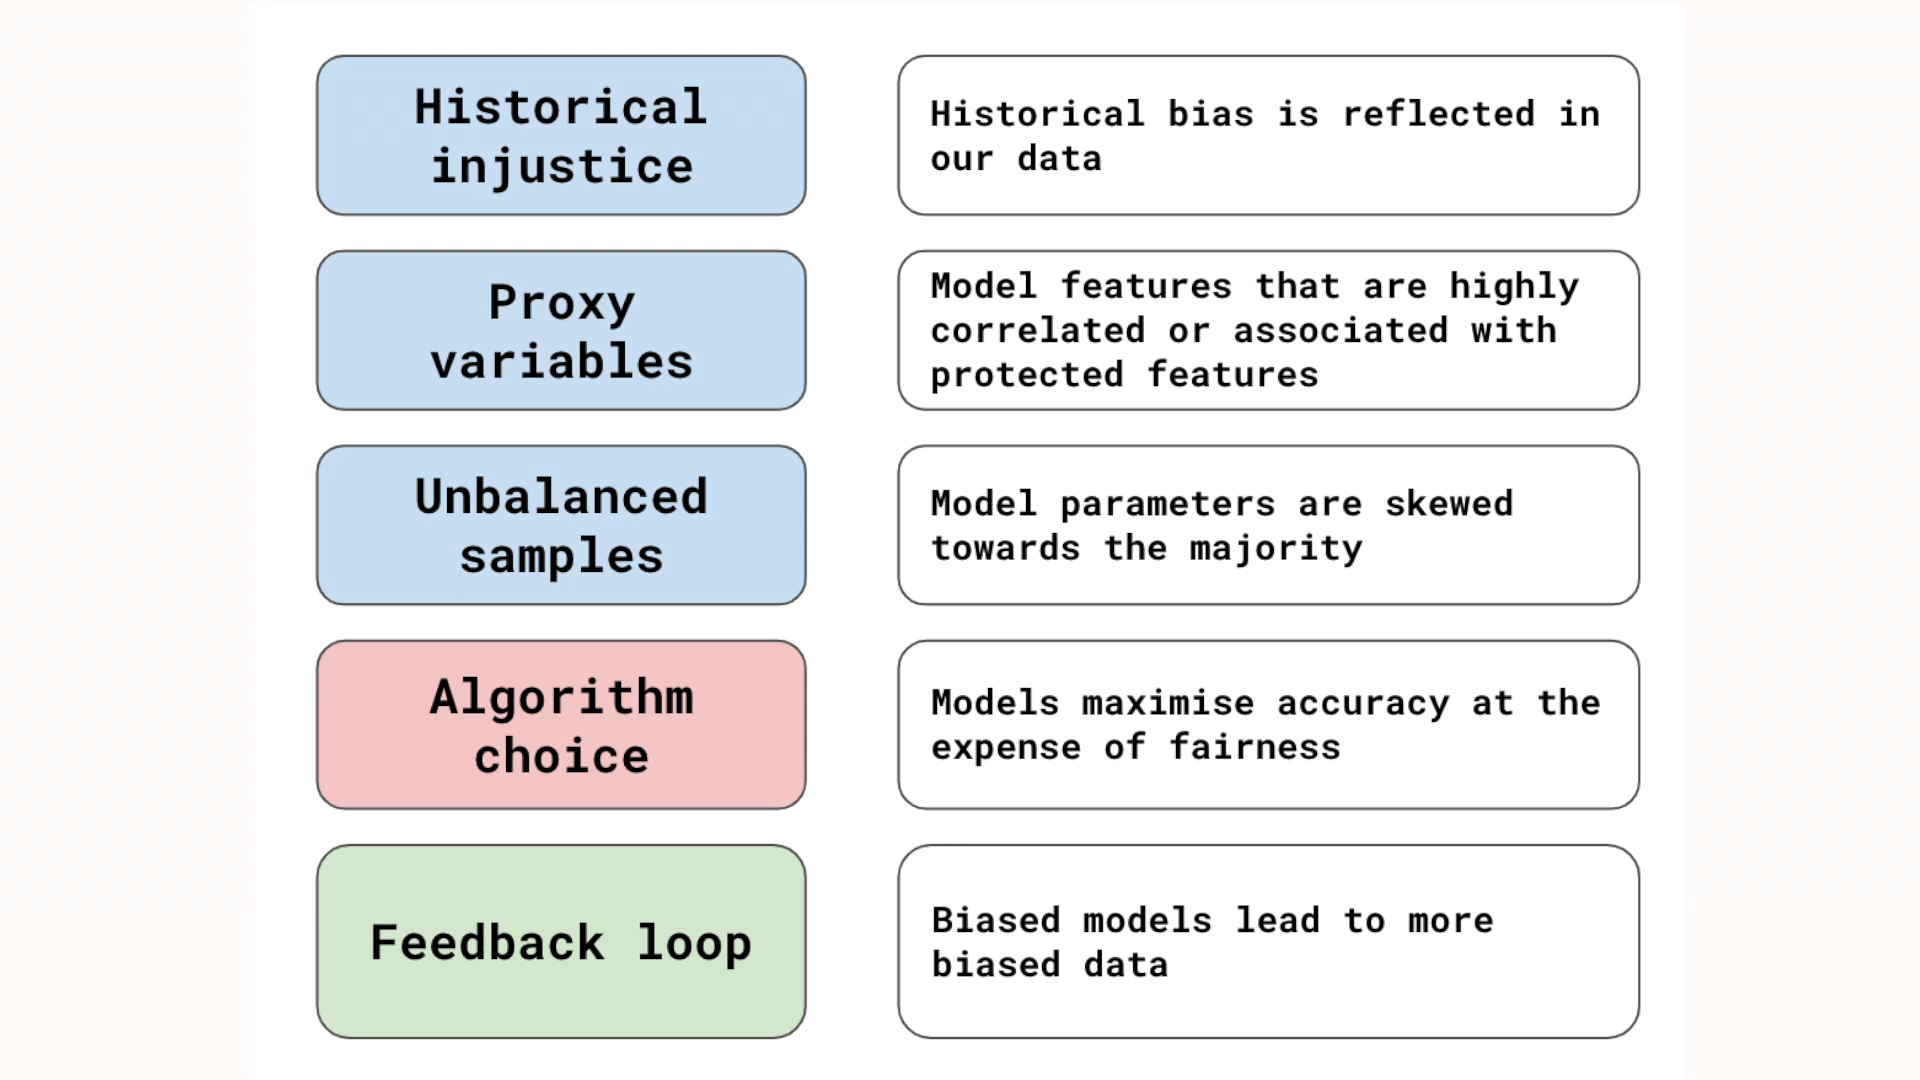 Historical
injustice
Historical bias is reflected in
our data
Proxy
variables
Model features that are highly
correlated or associated with
protected features
Unbalanced
samples
Model parameters are skewed
towards the majority
Algorithm
choice
Models maximise accuracy at the
expense of fairness
Feedback loop
Biased models lead to more
biased data